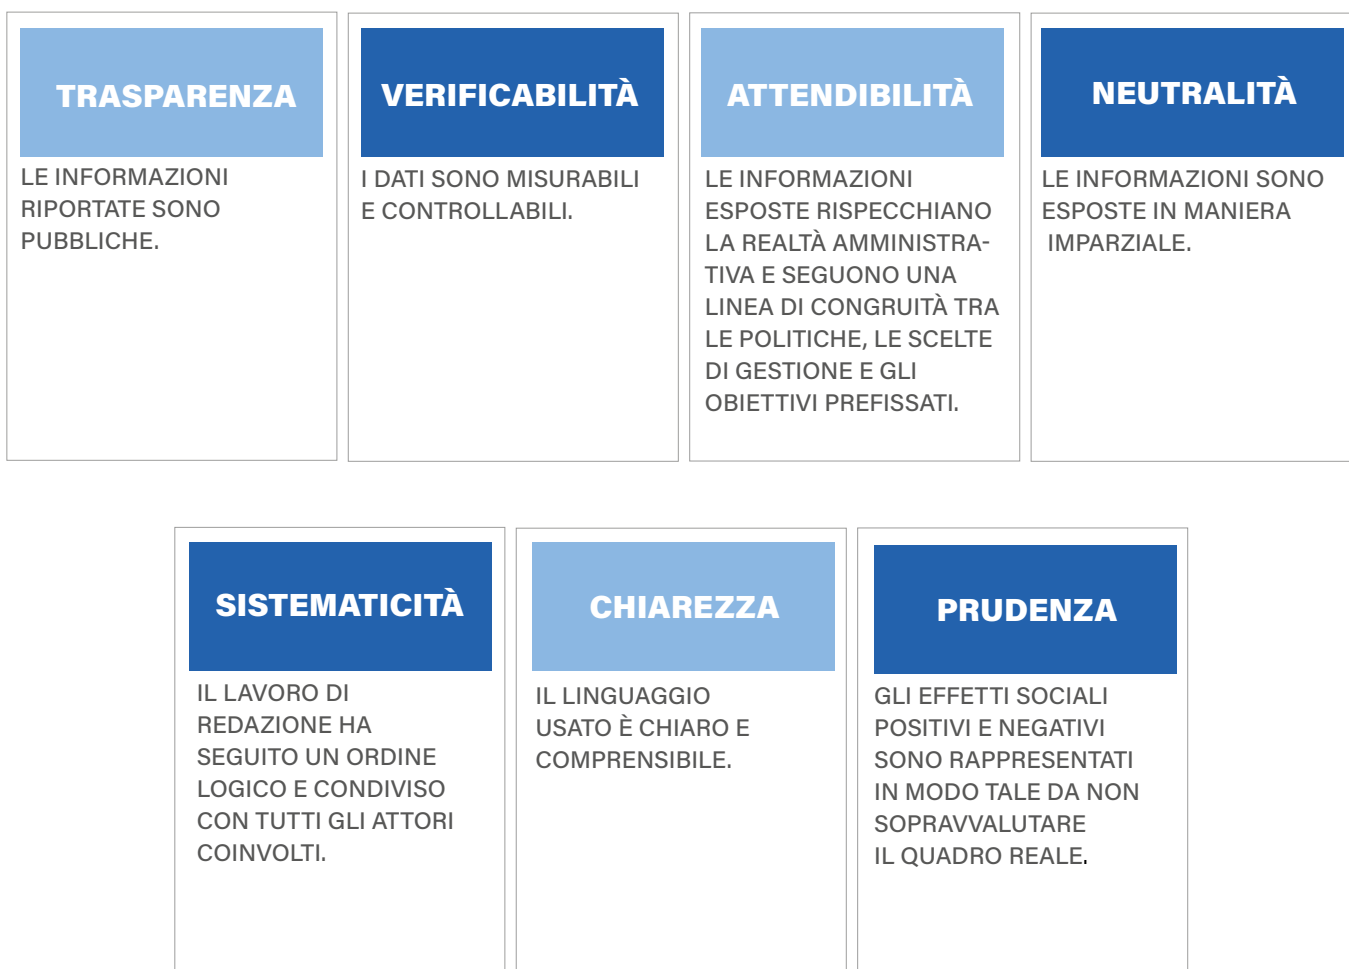 TRASPARENZA
LE INFORMAZIONI
RIPORTATE SONO
PUBBLICHE.
VERIFICABILITÀ
I DATI SONO MISURABILI
E CONTROLLABILI.
ATTENDIBILITÀ
LE INFORMAZIONI
ESPOSTE RISPECCHIANO
LA REALTÀ AMMINISTRA-
TIVA E SEGUONO UNA
LINEA DI CONGRUITÀ TRA
LE POLITICHE, LE SCELTE
DI GESTIONE E GLI
OBIETTIVI PREFISSATI.
NEUTRALITÀ
LE INFORMAZIONI SONO
ESPOSTE IN MANIERA
IMPARZIALE.
SISTEMATICITÀ
IL LAVORO DI
REDAZIONE HA
SEGUITO UN ORDINE
LOGICO E CONDIVISO
CON TUTTI GLI ATTORI
COINVOLTI.
CHIAREZZA
IL LINGUAGGIO
USATO È CHIARO E
COMPRENSIBILE.
PRUDENZA
GLI EFFETTI SOCIALI
POSITIVI E NEGATIVI
SONO RAPPRESENTATI
IN MODO TALE DA NON
SOPRAVVALUTARE
IL QUADRO REALE.